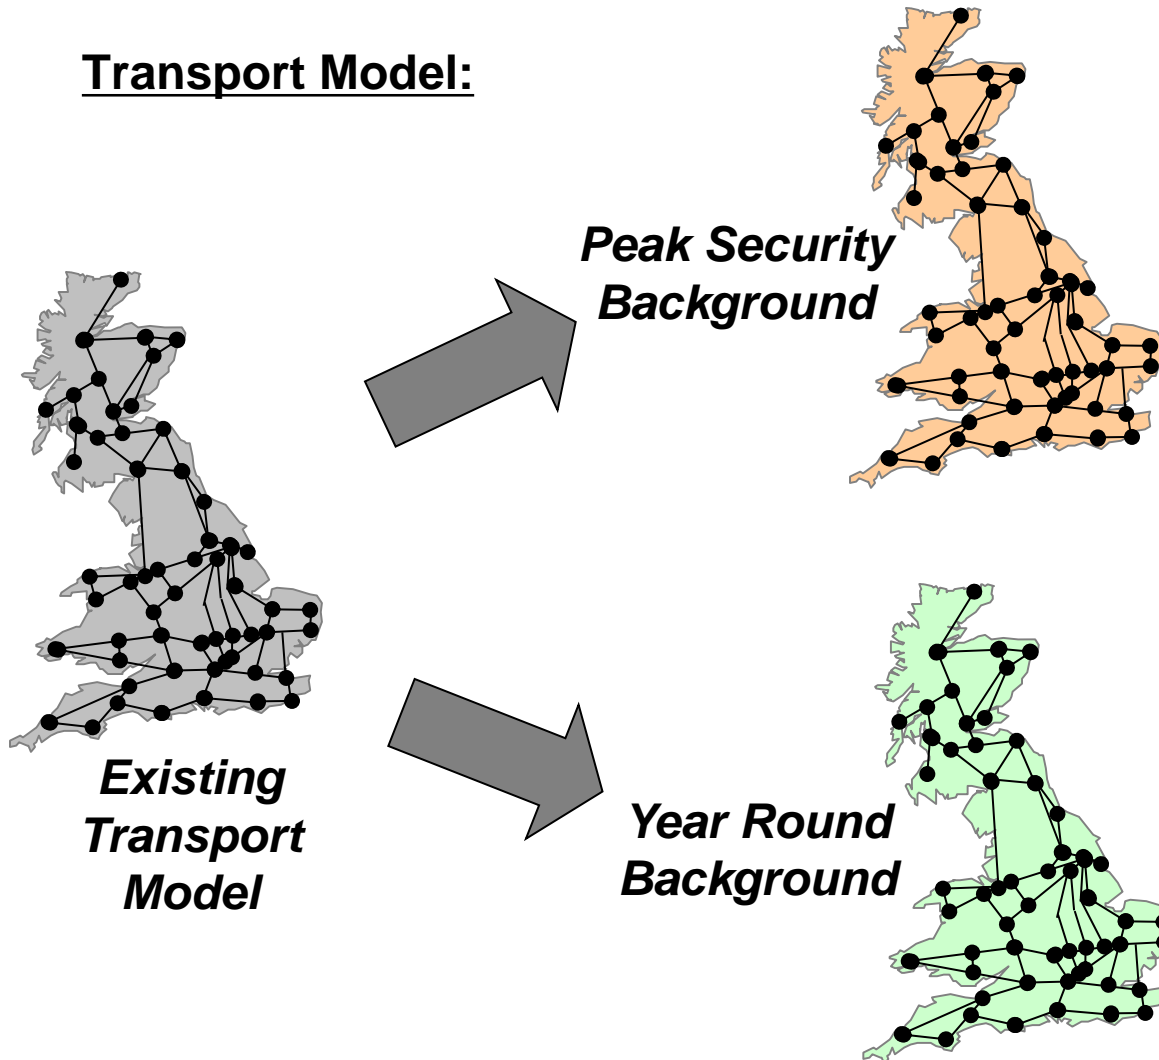 Transport Model:
Peak Security
Background
Existing
Transport
Model
Year Round
Background